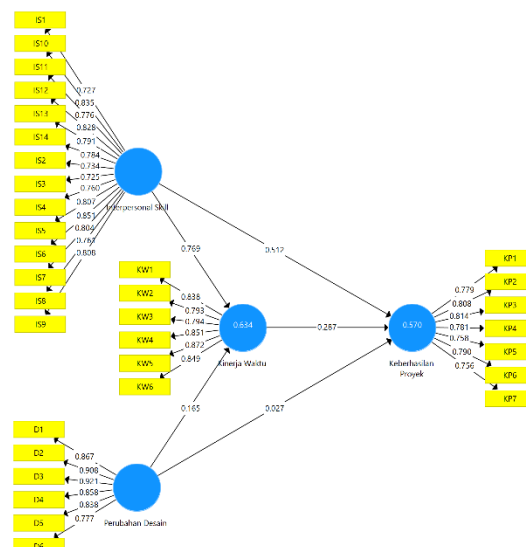 IS1
IS10
IS11
IS12
IS13
IS14
IS2
IS3
IS4
IS5
IS6
IS7
IS8
IS9
0.727
0.835
0.776
0.828
0.791
0.784
0.734
0.725
0.760
0.807
0.851
0.804
0.808
Interpersonal Skill
0.769
0.512
KW1
KW2
KW3
KW4
KW5
KW6
0.838
0.793
0.794
0.851
0.872
0.849
0.634
Kinerja Waktu
0.287
0.570
Keberhasilan
Proyek
0.779
0.808
0.814
0.781
0.758
0.790
0.756
KP1
KP2
KP3
KP4
KP5
KP6
KP7
0.165
0.027
D1
D2
D3
D4
D5
D6
0.867
0.908
0.921
0.858
0.838
0.777
Perubahan Desain